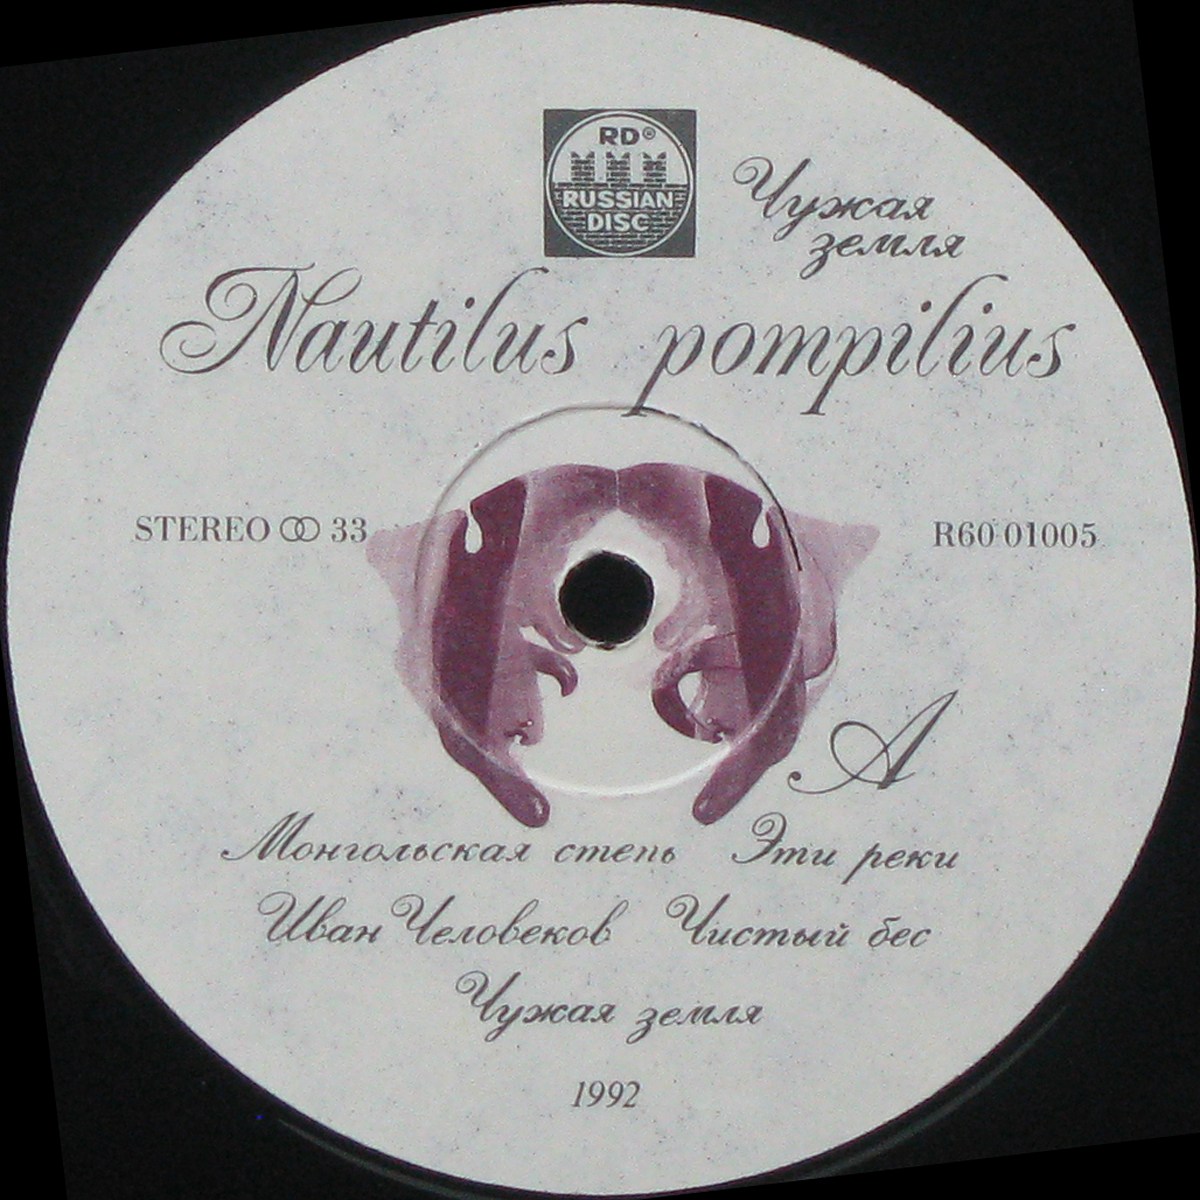 RD®
RUSSIAN
DISC
Чужая
земля
Nautilus pompilius
STEREO 33
R60 01005
A
Монгольская степь Эти реки
Иван Человеков Чистый бес
Чужая земля
1992